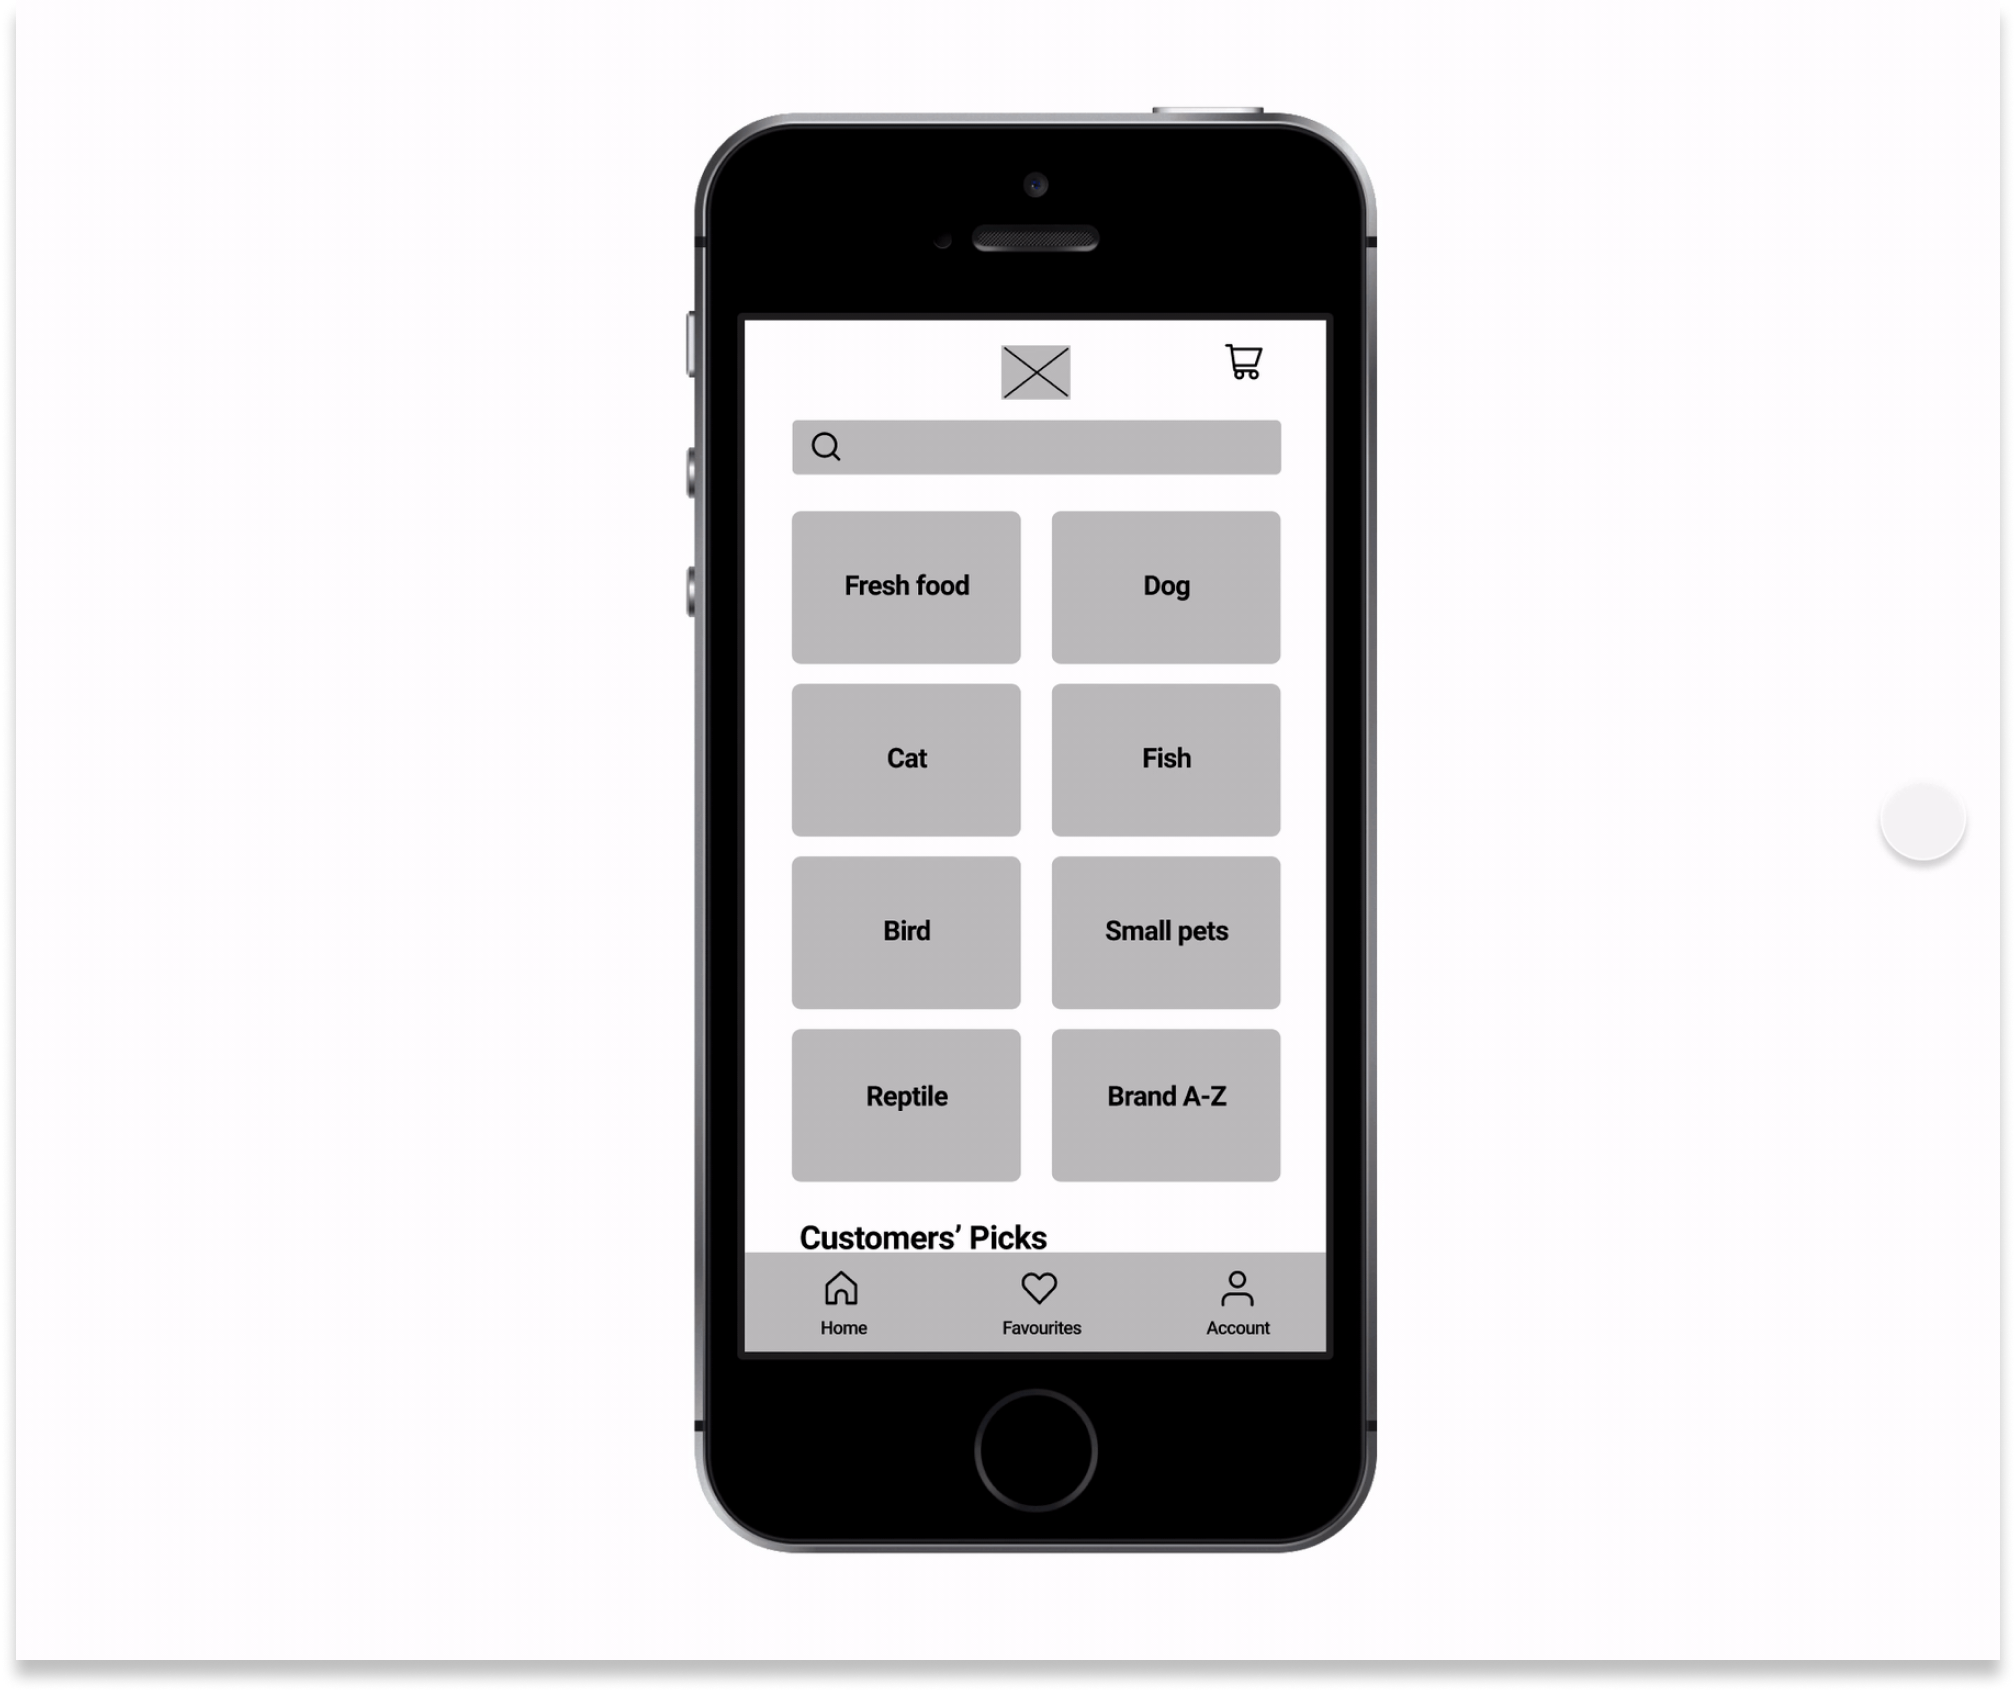 Fresh food
Dog
Cat
Fish
Bird
Small pets
Reptile
Brand A-Z
Customers’ Picks
Home
Favourites
Account